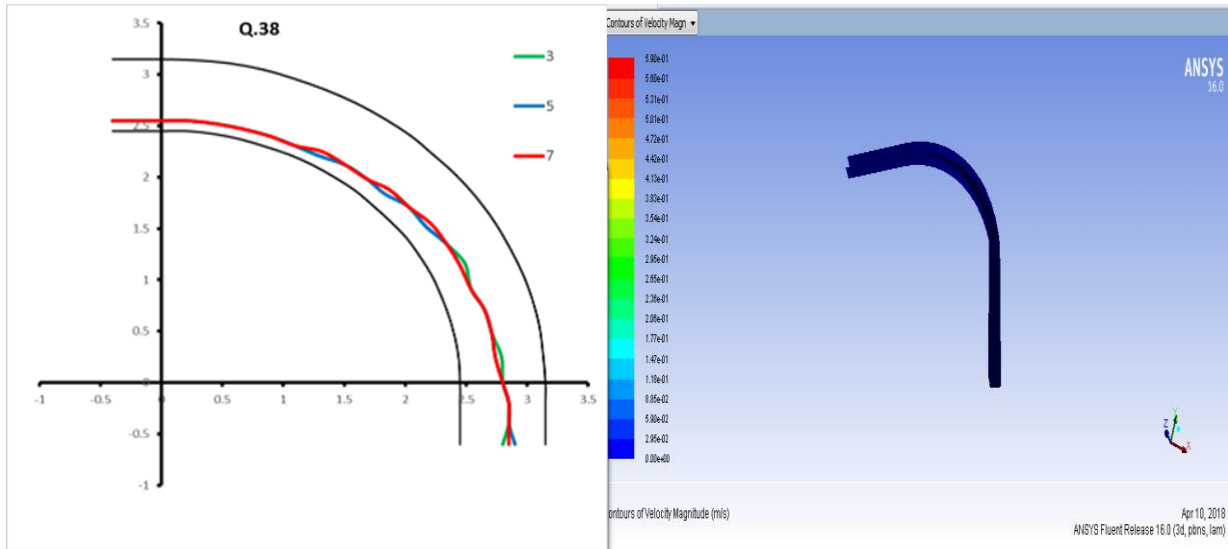 Q.38
3.5
3
2.5
2
1.5
1
0.5
0
-0.5
-1
-1
-0.5
0.5
1
1.5
2
2.5
3
3.5
3
5
7
Contours of Velocity Magn
5.90e-01
5.60e-01
5.31e-01
5.01e-01
4.72e-01
4.42e-01
4.13e-01
3.83e-01
3.54e-01
3.24e-01
2.95e-01
2.65e-01
2.36e-01
2.06e-01
1.77e-01
1.47e-01
1.18e-01
8.85e-02
5.90e-02
2.95e-02
0.00e+00
ANSYS
16.0
Y
Z
X
ontours of Velocity Magnitude (m/s)
Apr 10, 2018
ANSYS Fluent Release 16.0 (3d, pbns, lam)